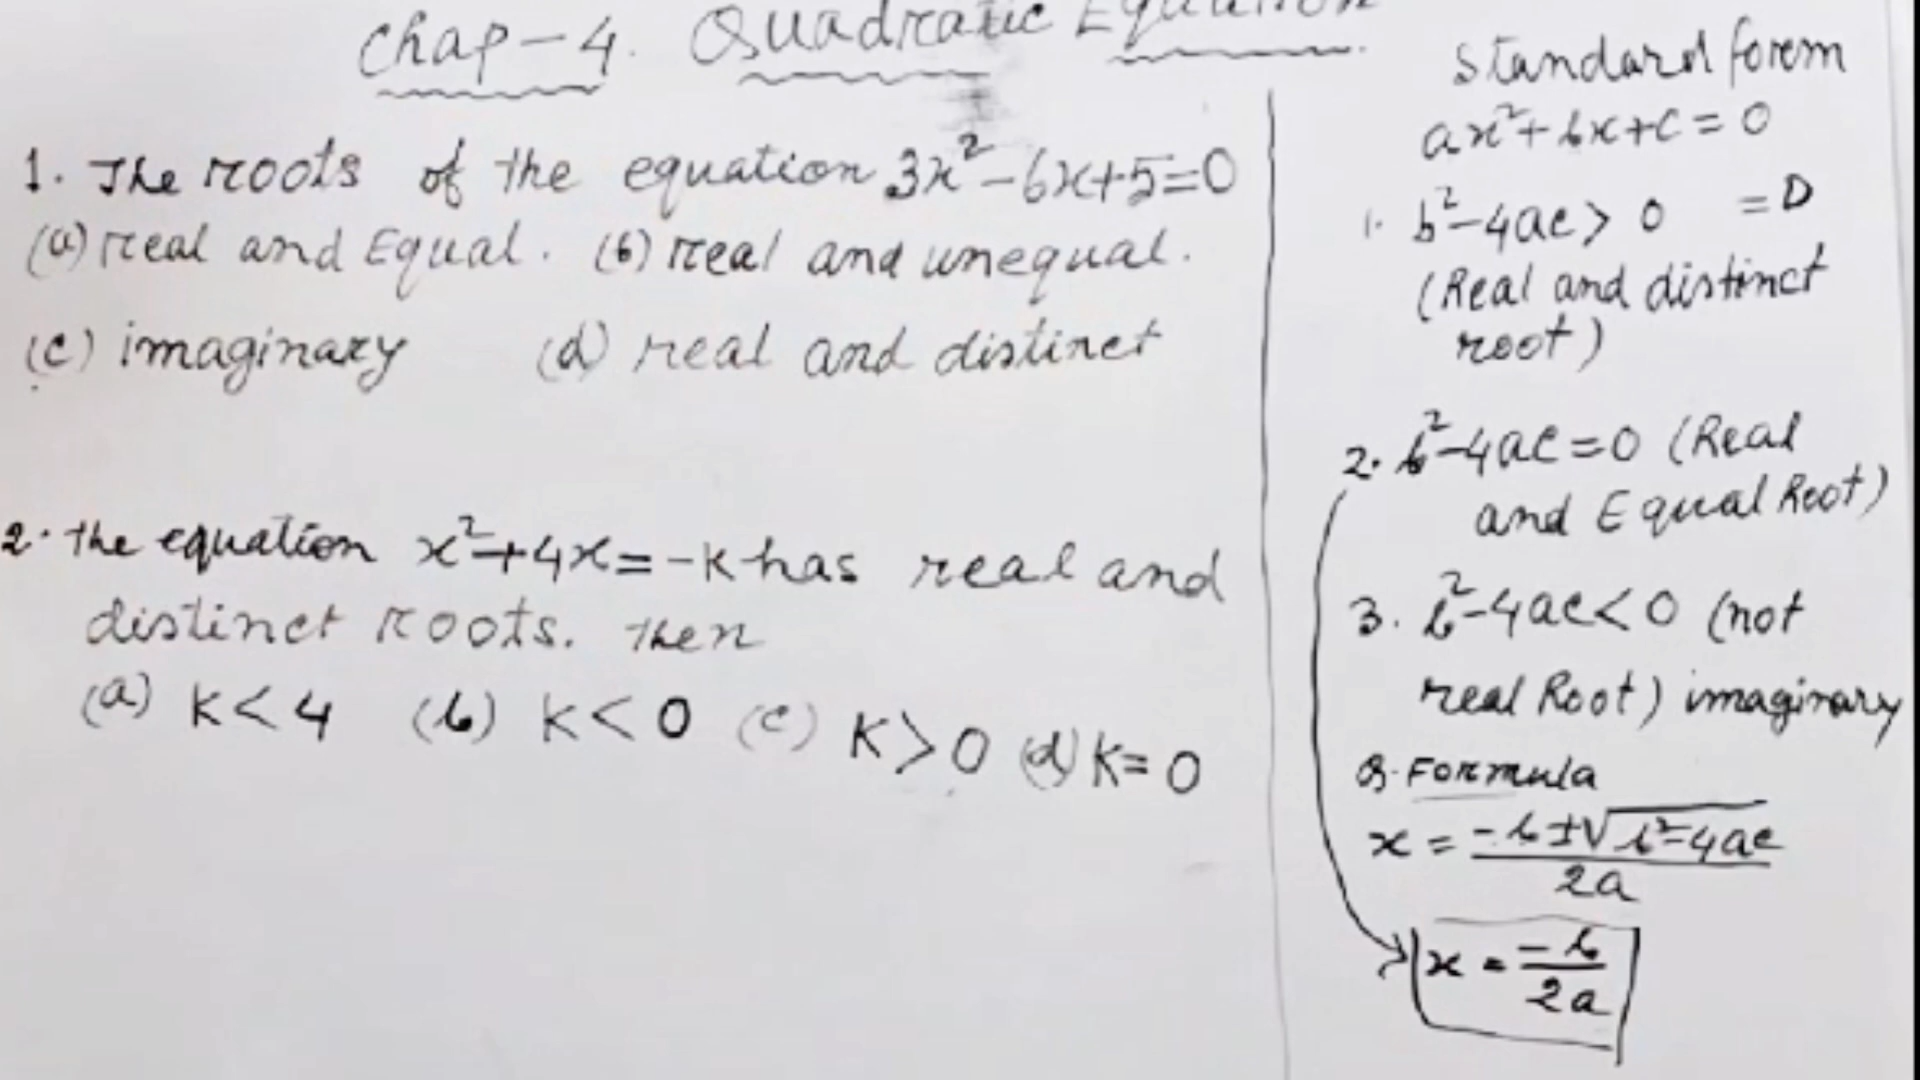 Chap-4. Quadratic Equation
1. The roots of the equation 3x²-6x+5=0
(a) real and Equal. (b) real and unequal.
(c) imaginary (d) real and distinct
2. the equation x²+4x=-K has real and
distinct roots. Then
(a) K<4 (b) K<0 (c) K>0 (d) K=0
Standard form
ax²+bx+c=0
1. b²-4ac>0 =D
(Real and distinct
root)
2. b²-4ac=0 (Real
and Equal Root)
3. b²-4ac<0 (not
real Root) imaginary
Q. Formula
x = -b±√b²-4ac
2a
x = -b
2a